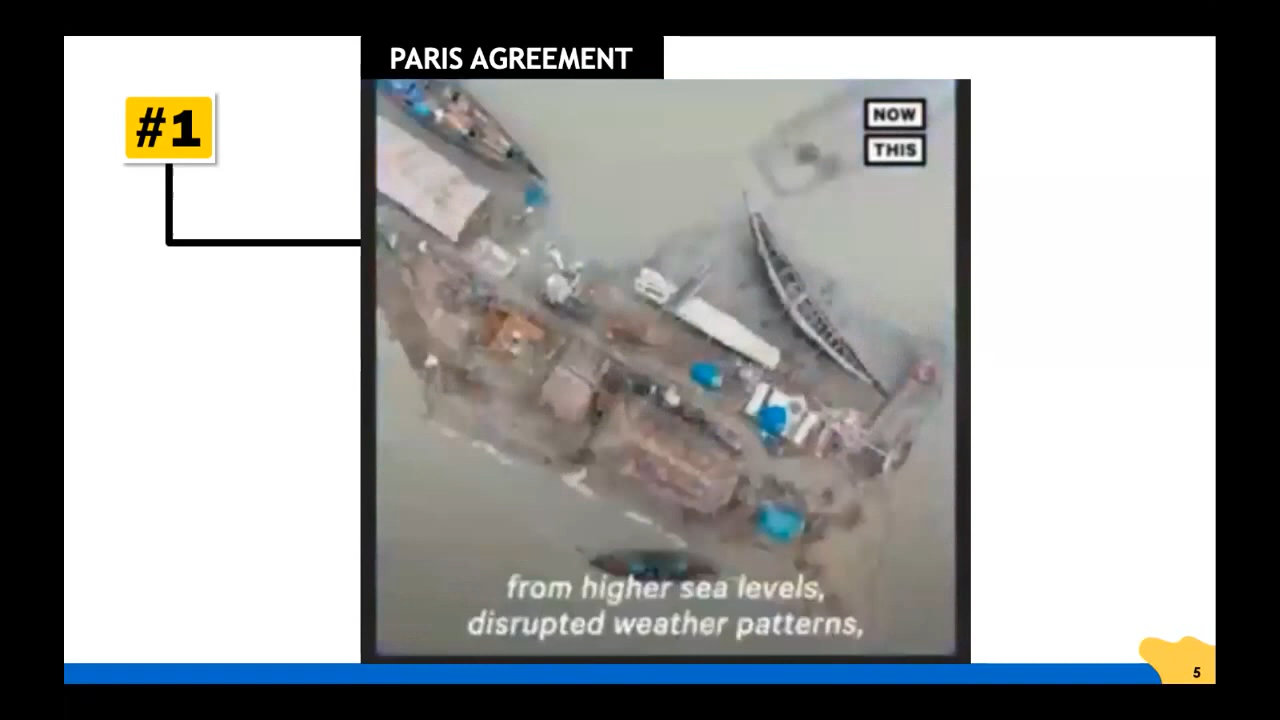 PARIS AGREEMENT
#1
NOW
THIS
from higher sea levels,
disrupted weather patterns,
5